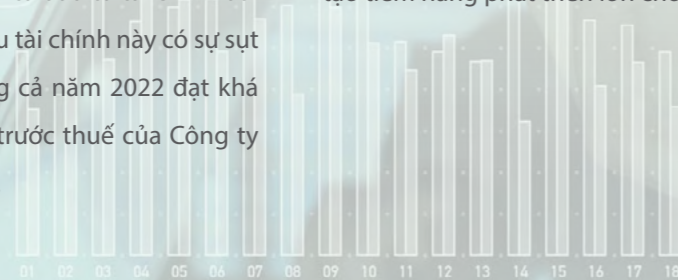 tài chính này có sự sụt
cả năm 2022 đạt khá
trước thuế của Công ty
01 02 03 04 05 06 07 08 09 10 11 12 13 14 15 16 17 18